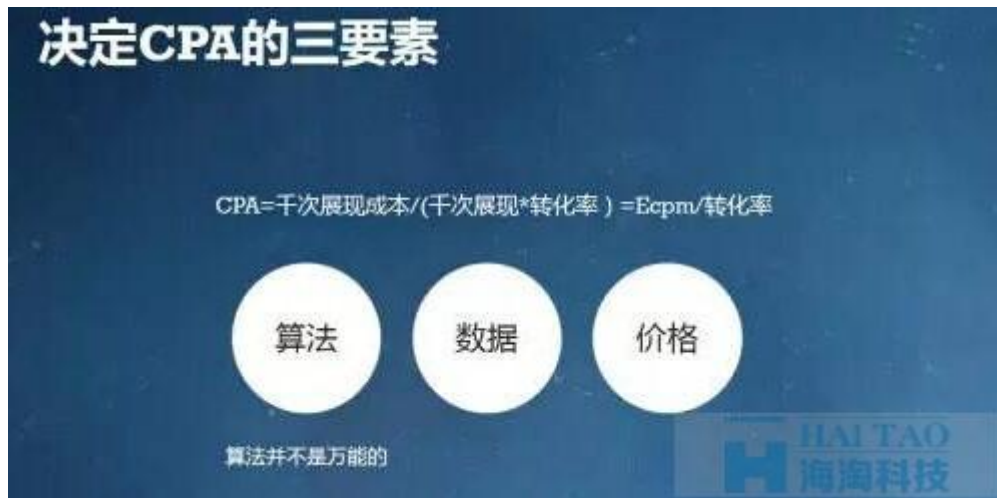 决定CPA的三要素
CPA=千次展现成本/(千次展现*转化率）=Ecpm/转化率
算法
数据
价格
算法并不是万能的
HAI TAO
海淘科技